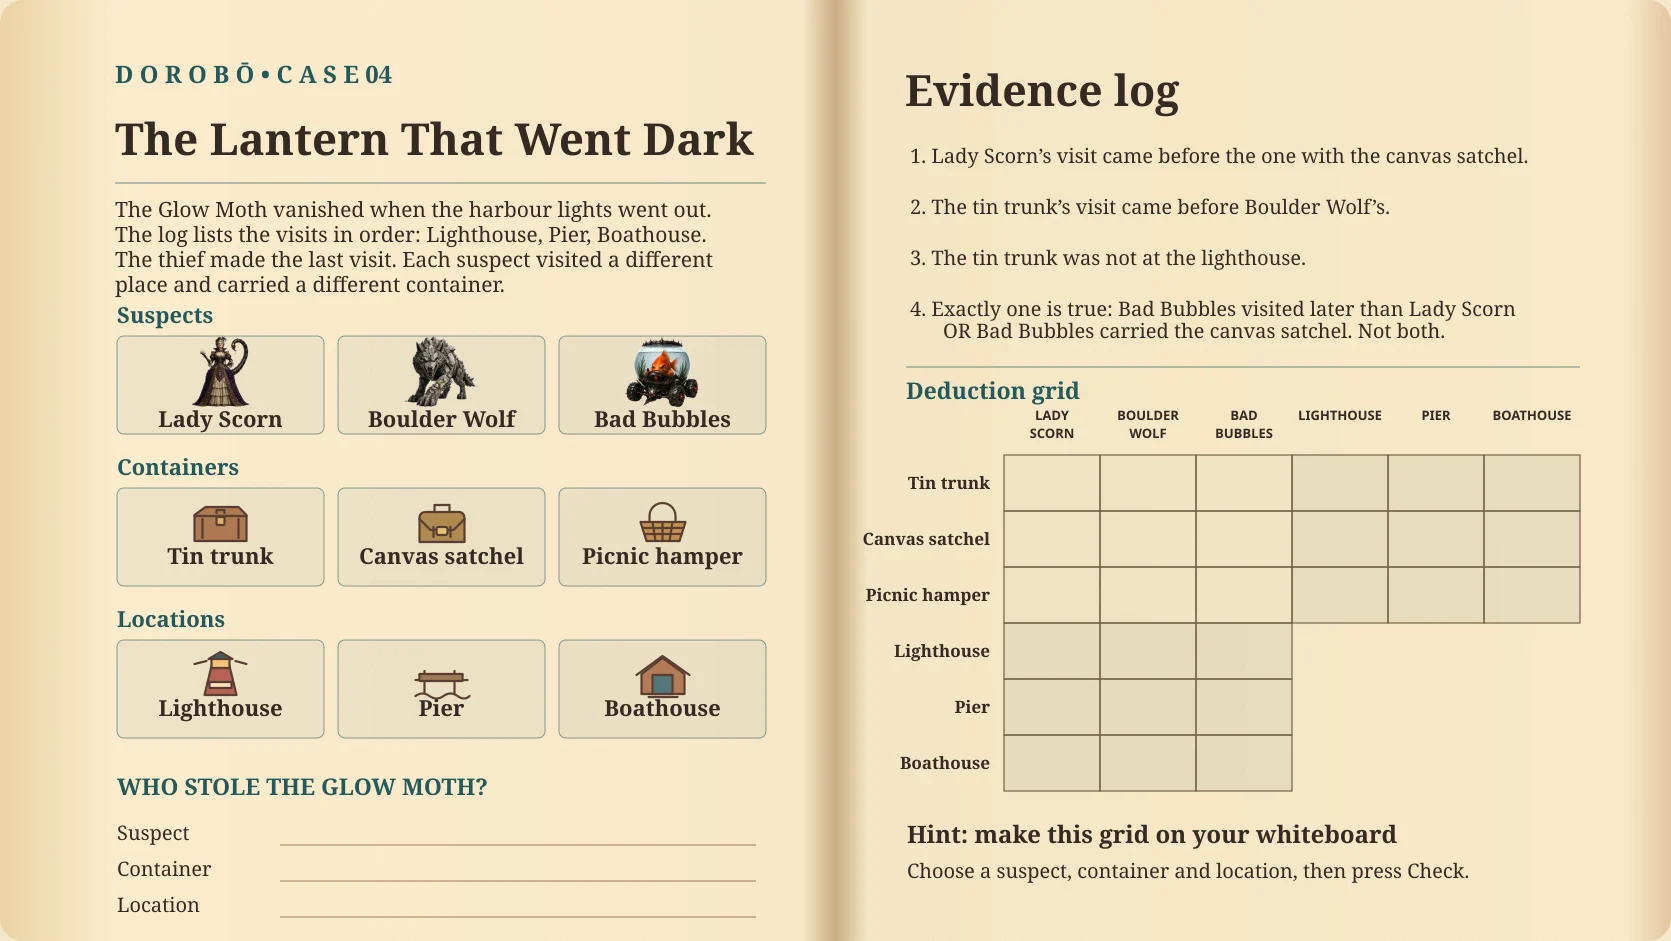 DOROBŌ•CASE 04
The Lantern That Went Dark
The Glow Moth vanished when the harbour lights went out.
The log lists the visits in order: Lighthouse, Pier, Boathouse.
The thief made the last visit. Each suspect visited a different
place and carried a different container.
Suspects
Lady Scorn
Boulder Wolf
Bad Bubbles
Containers
Tin trunk
Canvas satchel
Picnic hamper
Locations
Lighthouse
Pier
Boathouse
WHO STOLE THE GLOW MOTH?
Suspect
Container
Location
Evidence log
1. Lady Scorn’s visit came before the one with the canvas satchel.
2. The tin trunk’s visit came before Boulder Wolf’s.
3. The tin trunk was not at the lighthouse.
4. Exactly one is true: Bad Bubbles visited later than Lady Scorn
OR Bad Bubbles carried the canvas satchel. Not both.
Deduction grid
LADY SCORN
BOULDER WOLF
BAD BUBBLES
LIGHTHOUSE
PIER
BOATHOUSE
Tin trunk
Canvas satchel
Picnic hamper
Lighthouse
Pier
Boathouse
Hint: make this grid on your whiteboard
Choose a suspect, container and location, then press Check.